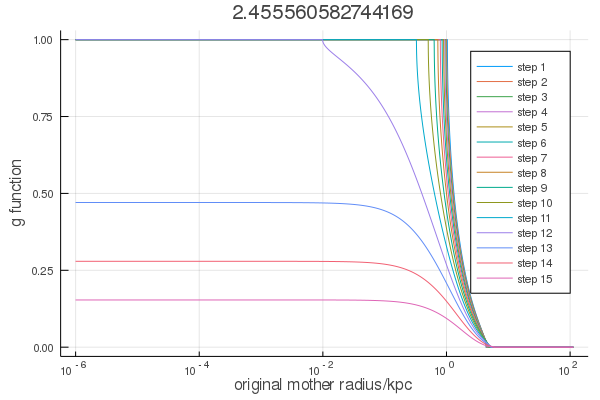 2.455560582744169
g function
1.00
0.75
0.50
0.25
0.00
step 1
step 2
step 3
step 4
step 5
step 6
step 7
step 8
step 9
step 10
step 11
step 12
step 13
step 14
step 15
10⁻⁶ 10⁻⁴ 10⁻² 10⁰ 10²
original mother radius/kpc